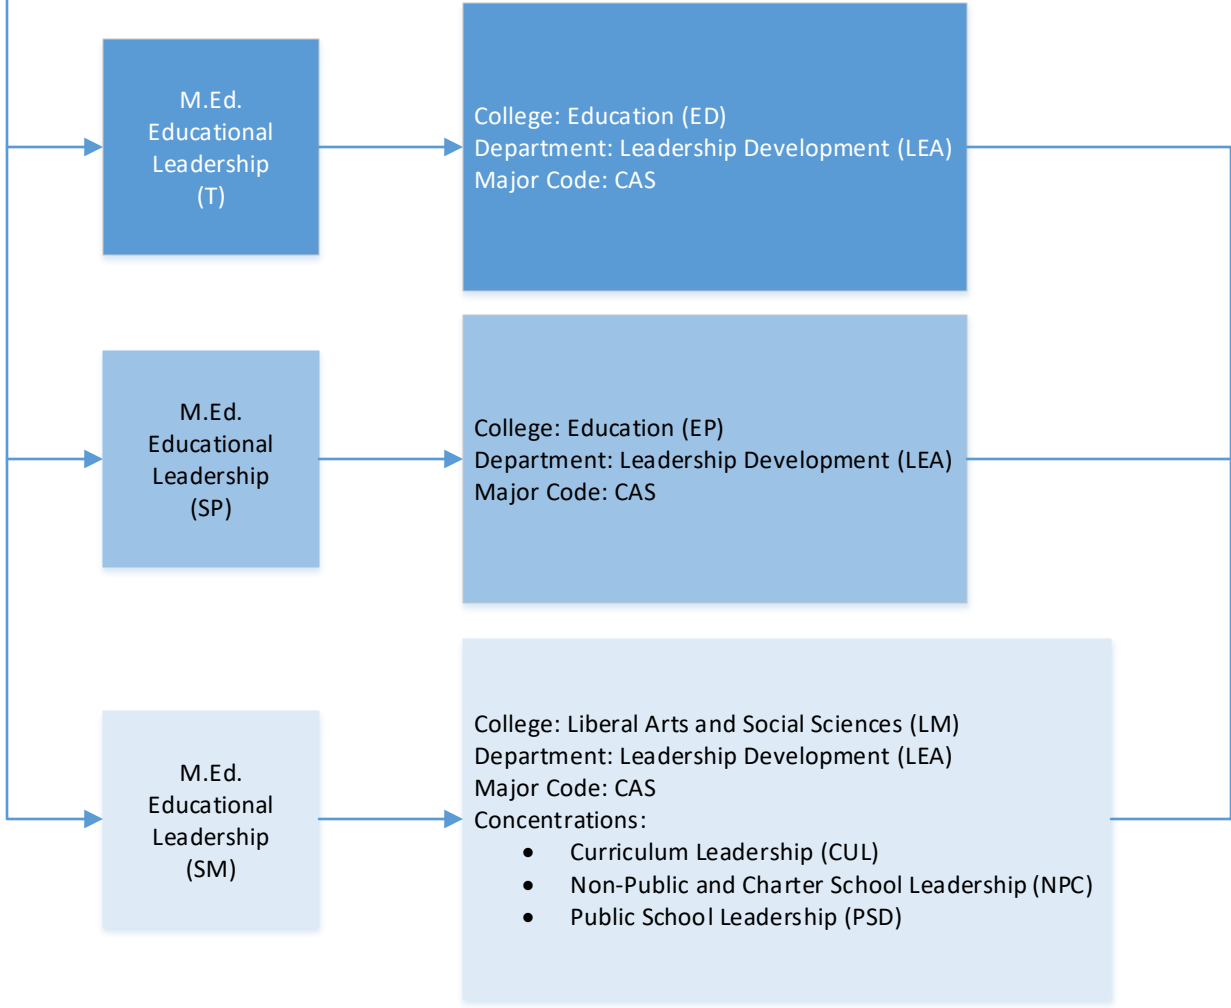 M.Ed.
Educational
Leadership
(T)
College: Education (ED)
Department: Leadership Development (LEA)
Major Code: CAS
M.Ed.
Educational
Leadership
(SP)
College: Education (EP)
Department: Leadership Development (LEA)
Major Code: CAS
M.Ed.
Educational
Leadership
(SM)
College: Liberal Arts and Social Sciences (LM)
Department: Leadership Development (LEA)
Major Code: CAS
Concentrations:
• Curriculum Leadership (CUL)
• Non-Public and Charter School Leadership (NPC)
• Public School Leadership (PSD)